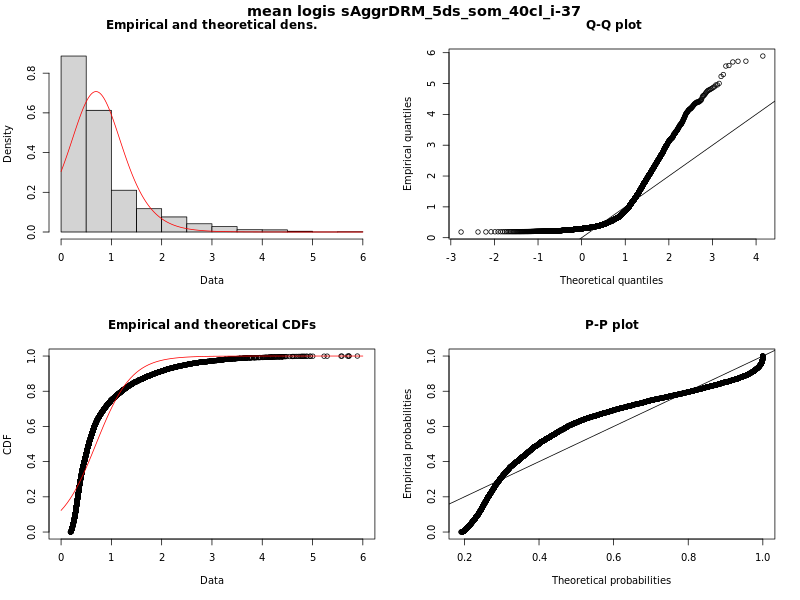 mean logis sAggrDRM_5ds_som_40cl_i-37
Empirical and theoretical dens.
Density
0.0 0.2 0.4 0.6 0.8
0 1 2 3 4 5 6
Data
Q-Q plot
Empirical quantiles
0 1 2 3 4 5 6
-3 -2 -1 0 1 2 3 4
Theoretical quantiles
Empirical and theoretical CDFs
CDF
0.0 0.2 0.4 0.6 0.8 1.0
0 1 2 3 4 5 6
Data
P-P plot
Empirical probabilities
0.0 0.2 0.4 0.6 0.8 1.0
0.2 0.4 0.6 0.8 1.0
Theoretical probabilities